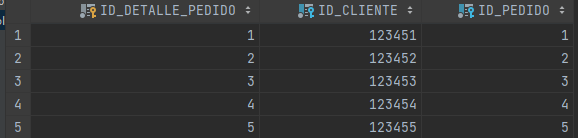 ID_DETALLE_PEDIDO ID_CLIENTE ID_PEDIDO
1 1 123451 1
2 2 123452 2
3 3 123453 3
4 4 123454 4
5 5 123455 5